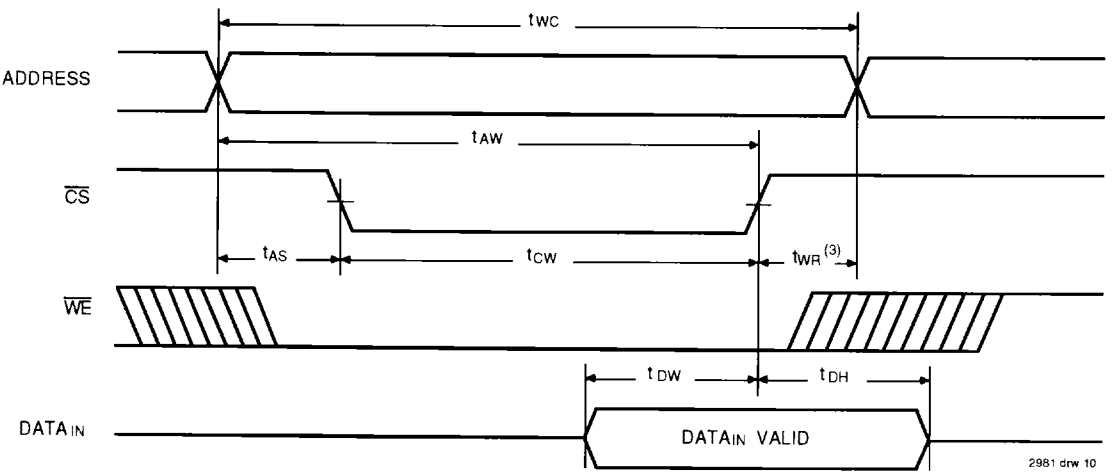 tWC
ADDRESS
tAW
CS
tAS
tCW
tWR(3)
WE
tDW
tDH
DATAIN
DATAIN VALID
2981 drw 10